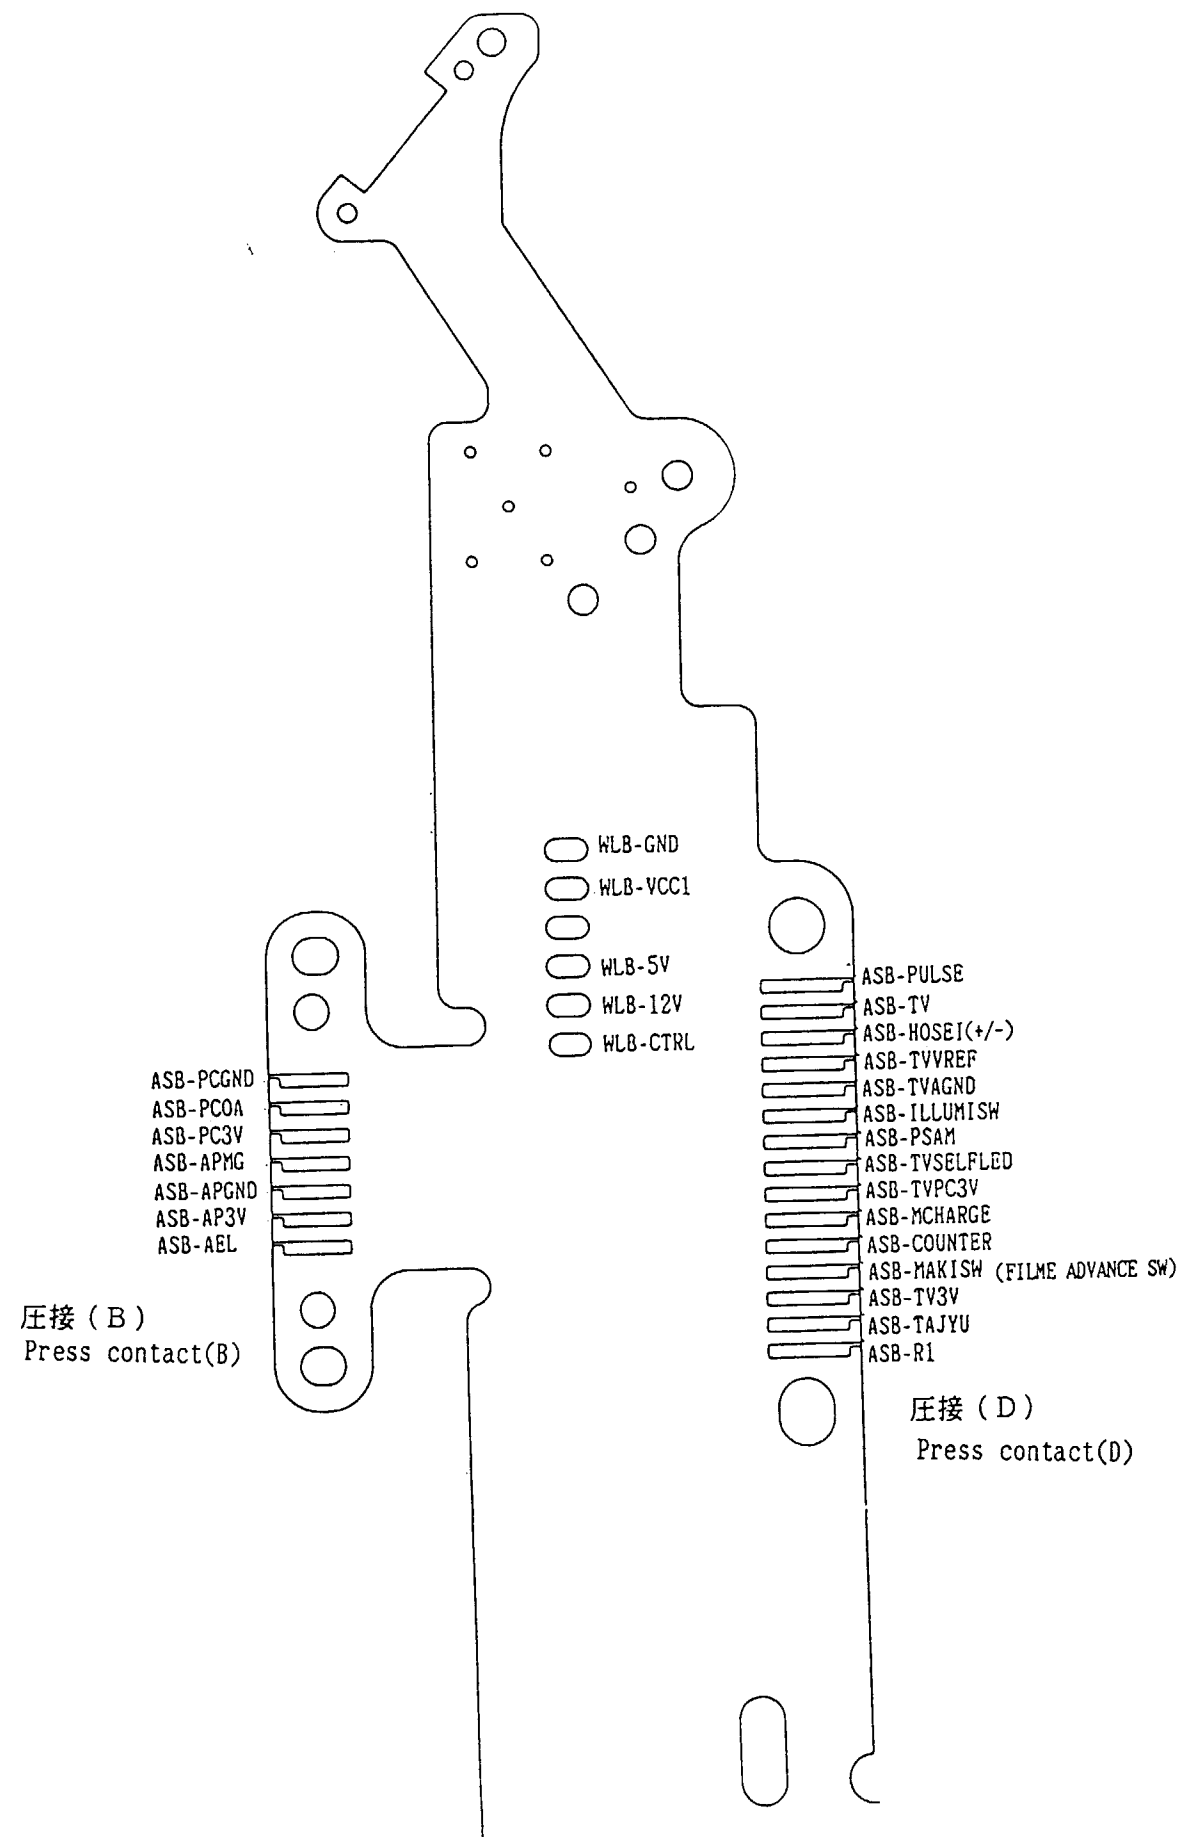 WLB-GND
WLB-VCC1
WLB-5V
WLB-12V
WLB-CTRL
ASB-PCGND
ASB-PCOA
ASB-PC3V
ASB-APMG
ASB-APGND
ASB-AP3V
ASB-AEL
圧接(B)
Press contact(B)
ASB-PULSE
ASB-TV
ASB-HOSEI(+/-)
ASB-TVVREF
ASB-TVAGND
ASB-ILLUMISW
ASB-PSAM
ASB-TVSELFLED
ASB-TVPC3V
ASB-MCHARGE
ASB-COUNTER
ASB-MAKISW (FILME ADVANCE SW)
ASB-TV3V
ASB-TAJYU
ASB-R1
圧接(D)
Press contact(D)